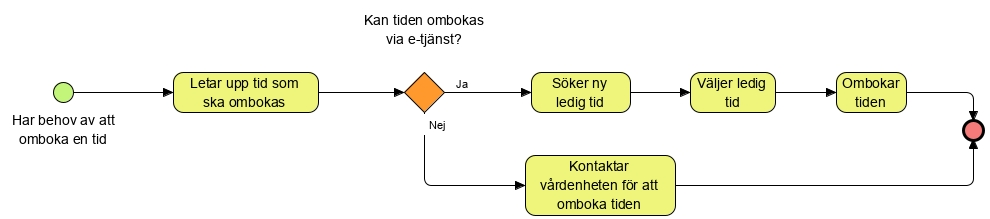 Kan tiden ombokas
via e-tjänst?
Har behov av att
omboka en tid
Letar upp tid som
ska ombokas
Ja
Nej
Söker ny
ledig tid
Väljer ledig
tid
Ombokar
tiden
Kontaktar
vårdenheten för att
omboka tiden